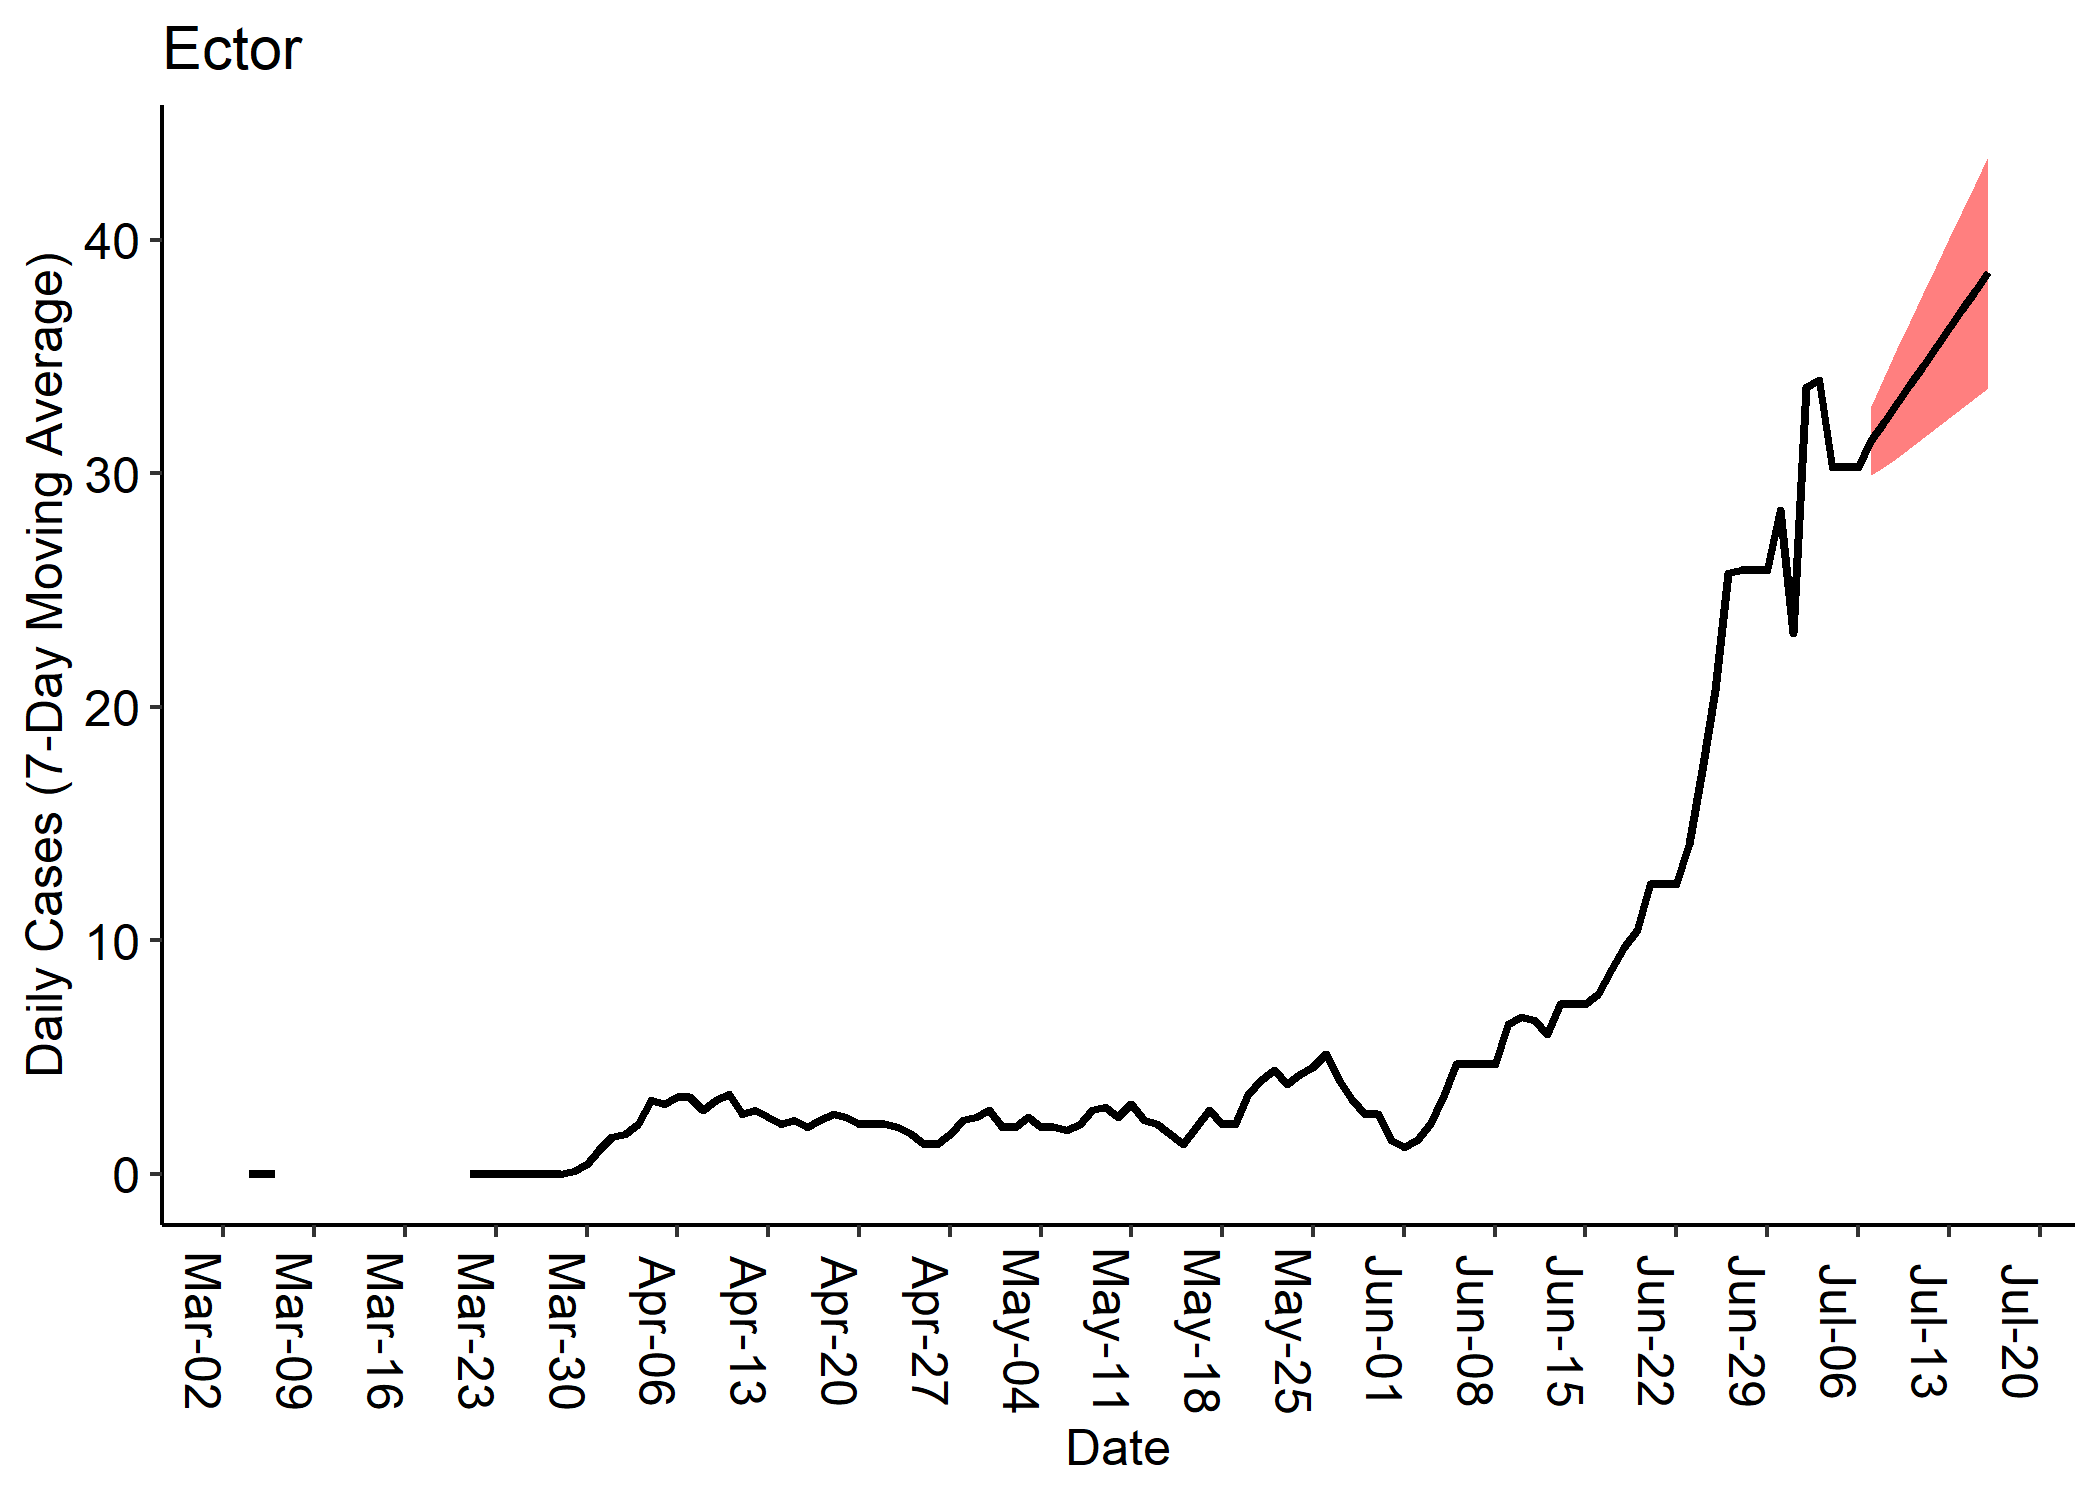 Ector
Daily Cases (7-Day Moving Average)
40
30
20
10
0
Mar-02
Mar-09
Mar-16
Mar-23
Mar-30
Apr-06
Apr-13
Apr-20
Apr-27
May-04
May-11
May-18
May-25
Jun-01
Jun-08
Jun-15
Jun-22
Jun-29
Jul-06
Jul-13
Jul-20
Date